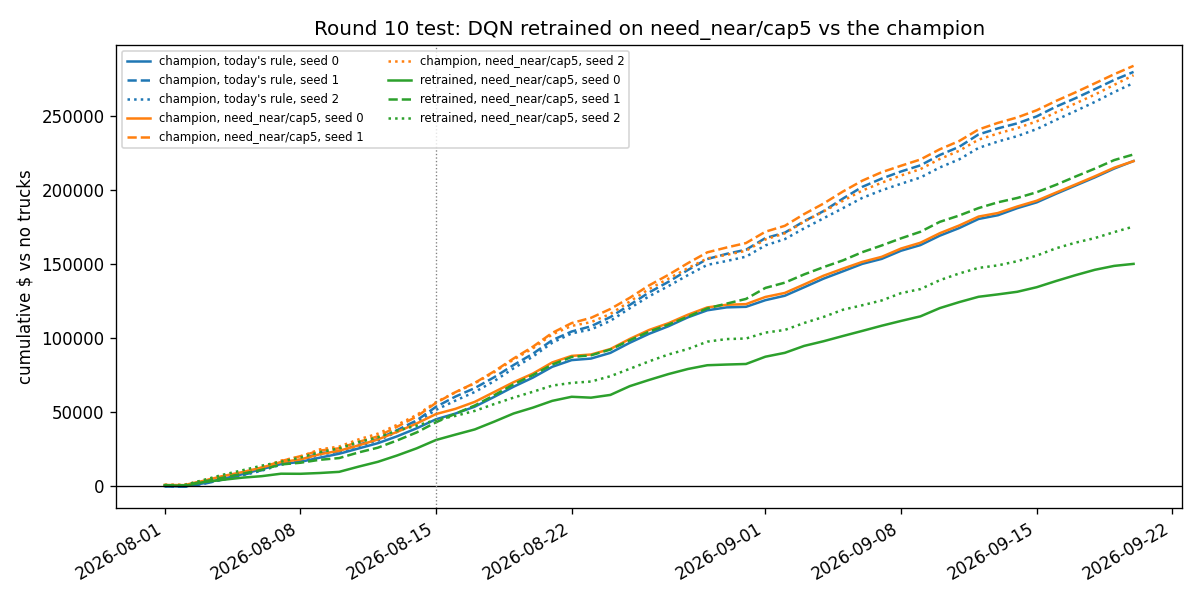 Round 10 test: DQN retrained on need_near/cap5 vs the champion
champion, today's rule, seed 0
champion, today's rule, seed 1
champion, today's rule, seed 2
champion, need_near/cap5, seed 0
champion, need_near/cap5, seed 1
champion, need_near/cap5, seed 2
retrained, need_near/cap5, seed 0
retrained, need_near/cap5, seed 1
retrained, need_near/cap5, seed 2
cumulative $ vs no trucks
250000
200000
150000
100000
50000
0
2026-08-01
2026-08-08
2026-08-15
2026-08-22
2026-09-01
2026-09-08
2026-09-15
2026-09-22